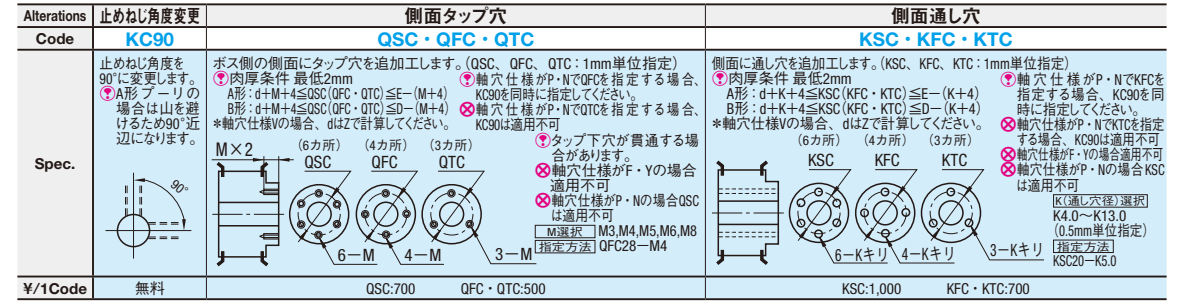 Alterations 止めねじ角度変更 側面タップ穴 側面通し穴
Code KC90 QSC・QFC・QTC KSC・KFC・KTC
Spec.
止めねじ角度を
90°に変更します。
A形プーリの
場合は山を避
けるため90°近
辺になります。
90°
ボス側の側面にタップ穴を追加工します。(QSC、QFC、QTC:1mm単位指定)
肉厚条件 最低2mm
A形:d+M+4≦QSC(QFC・QTC)≦E-(M+4)
B形:d+M+4≦QSC(QFC・QTC)≦D-(M+4)
*軸穴仕様Vの場合、dはZで計算してください。
軸穴仕様がP・NでQFCを指定する場合、
KC90を同時に指定してください。
軸穴仕様がP・NでQTCを指定する場合、
KC90は適用不可
タップ下穴が貫通する場
合があります。
軸穴仕様がF・Yの場合
適用不可
軸穴仕様がP・Nの場合QSC
は適用不可
M選択 M3,M4,M5,M6,M8
指定方法 QFC28-M4
M×2
(6カ所) (4カ所) (3カ所)
QSC QFC QTC
6-M 4-M 3-M
側面に通し穴を追加工します。(KSC、KFC、KTC:1mm単位指定)
肉厚条件 最低2mm
A形:d+K+4≦KSC(KFC・KTC)≦E-(K+4)
B形:d+K+4≦KSC(KFC・KTC)≦D-(K+4)
*軸穴仕様Vの場合、dはZで計算してください。
軸穴仕様がP・NでKFCを
指定する場合、KC90を同
時に指定してください。
軸穴仕様がP・NでKTCを指定
する場合、KC90は適用不可
軸穴仕様がF・Yの場合適用不可
軸穴仕様がP・Nの場合KSC
は適用不可
K(通し穴径)選択
K4.0~K13.0
(0.5mm単位指定)
指定方法
KSC20-K5.0
(6カ所) (4カ所) (3カ所)
KSC KFC KTC
6-Kキリ 4-Kキリ 3-Kキリ
¥/1Code 無料 QSC:700 QFC・QTC:500 KSC:1,000 KFC・KTC:700